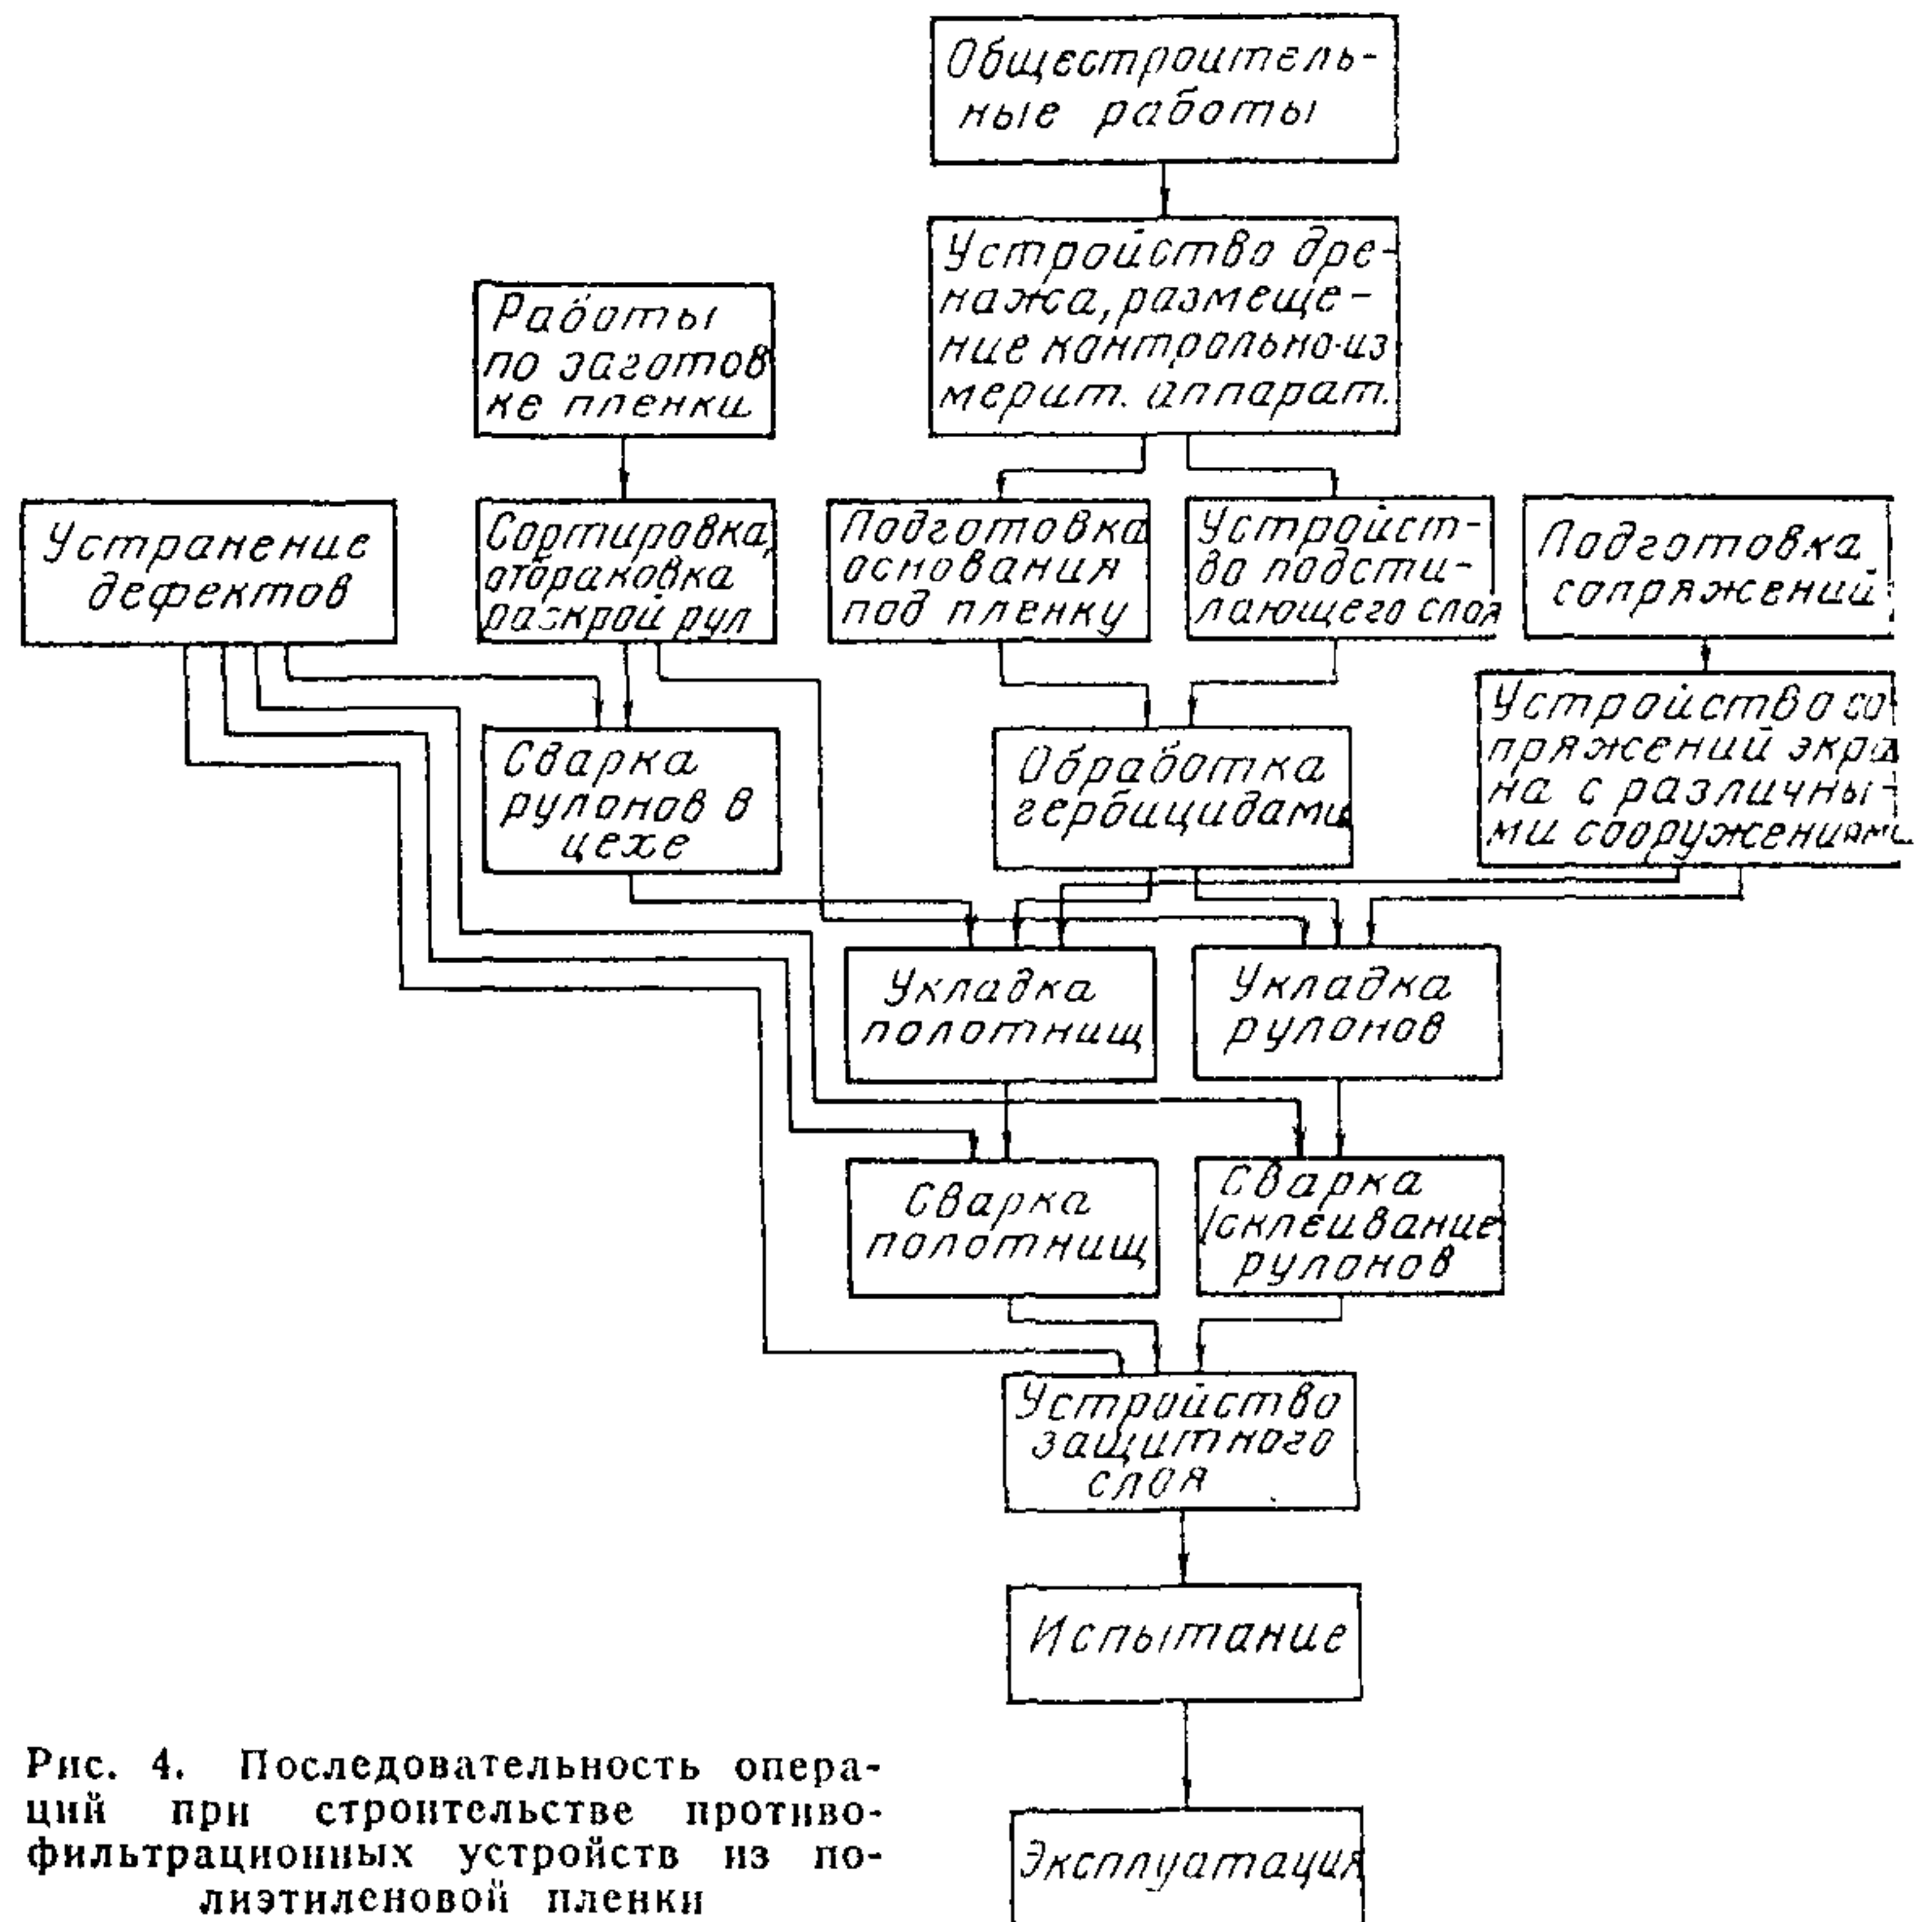 Общестроитель-
ные работы
Устройство дре-
нажа, размеще-
ние контрольно-из
мерит. аппарат.
Работы
по заготов
ке пленки
Устранение
дефектов
Сортировка,
отбраковка
раскрой рул
Подготовка
основания
под пленку
Устройст-
во подсти-
лающего слоя
Подготовка
сопряжений
Сварка
рулонов в
цехе
Обработка
гербицидами
Устройство со-
пряжений экра
на с различны-
ми сооружениями
Укладка
полотнищ
Укладка
рулонов
Сварка
полотнищ
Сварка
/склеивание
рулонов
Устройство
защитного
слоя
Испытание
Эксплуатация
Рис. 4. Последовательность опера-
ций при строительстве противо-
фильтрационных устройств из по-
лиэтиленовой пленки